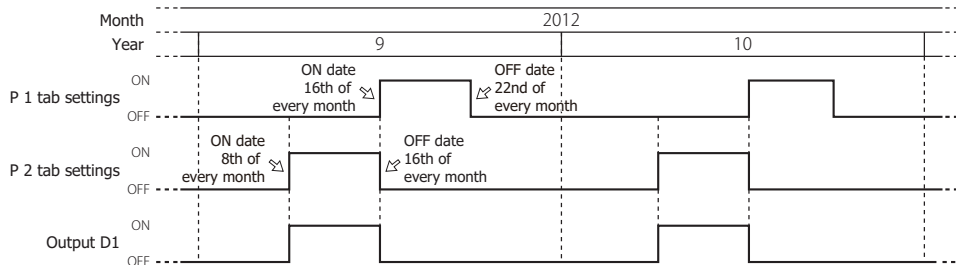 Month
2012
Year
9
10
P 1 tab settings
ON
OFF
ON date
16th of
every month
OFF date
22nd of
every month
P 2 tab settings
ON
OFF
ON date
8th of
every month
OFF date
16th of
every month
Output D1
ON
OFF